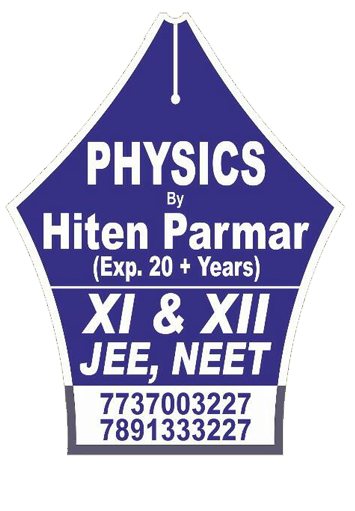 PHYSICS
By
Hiten Parmar
(Exp. 20 + Years)
XI & XII
JEE, NEET
7737003227
7891333227